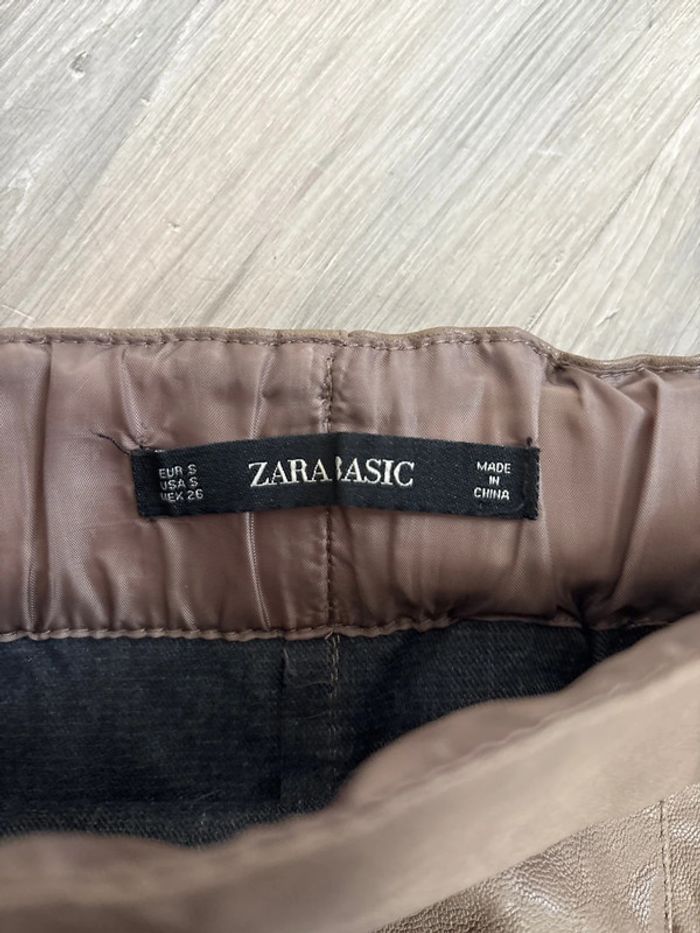 EUR S
USA S
MEX 26
ZARA BASIC
MADE
IN
CHINA